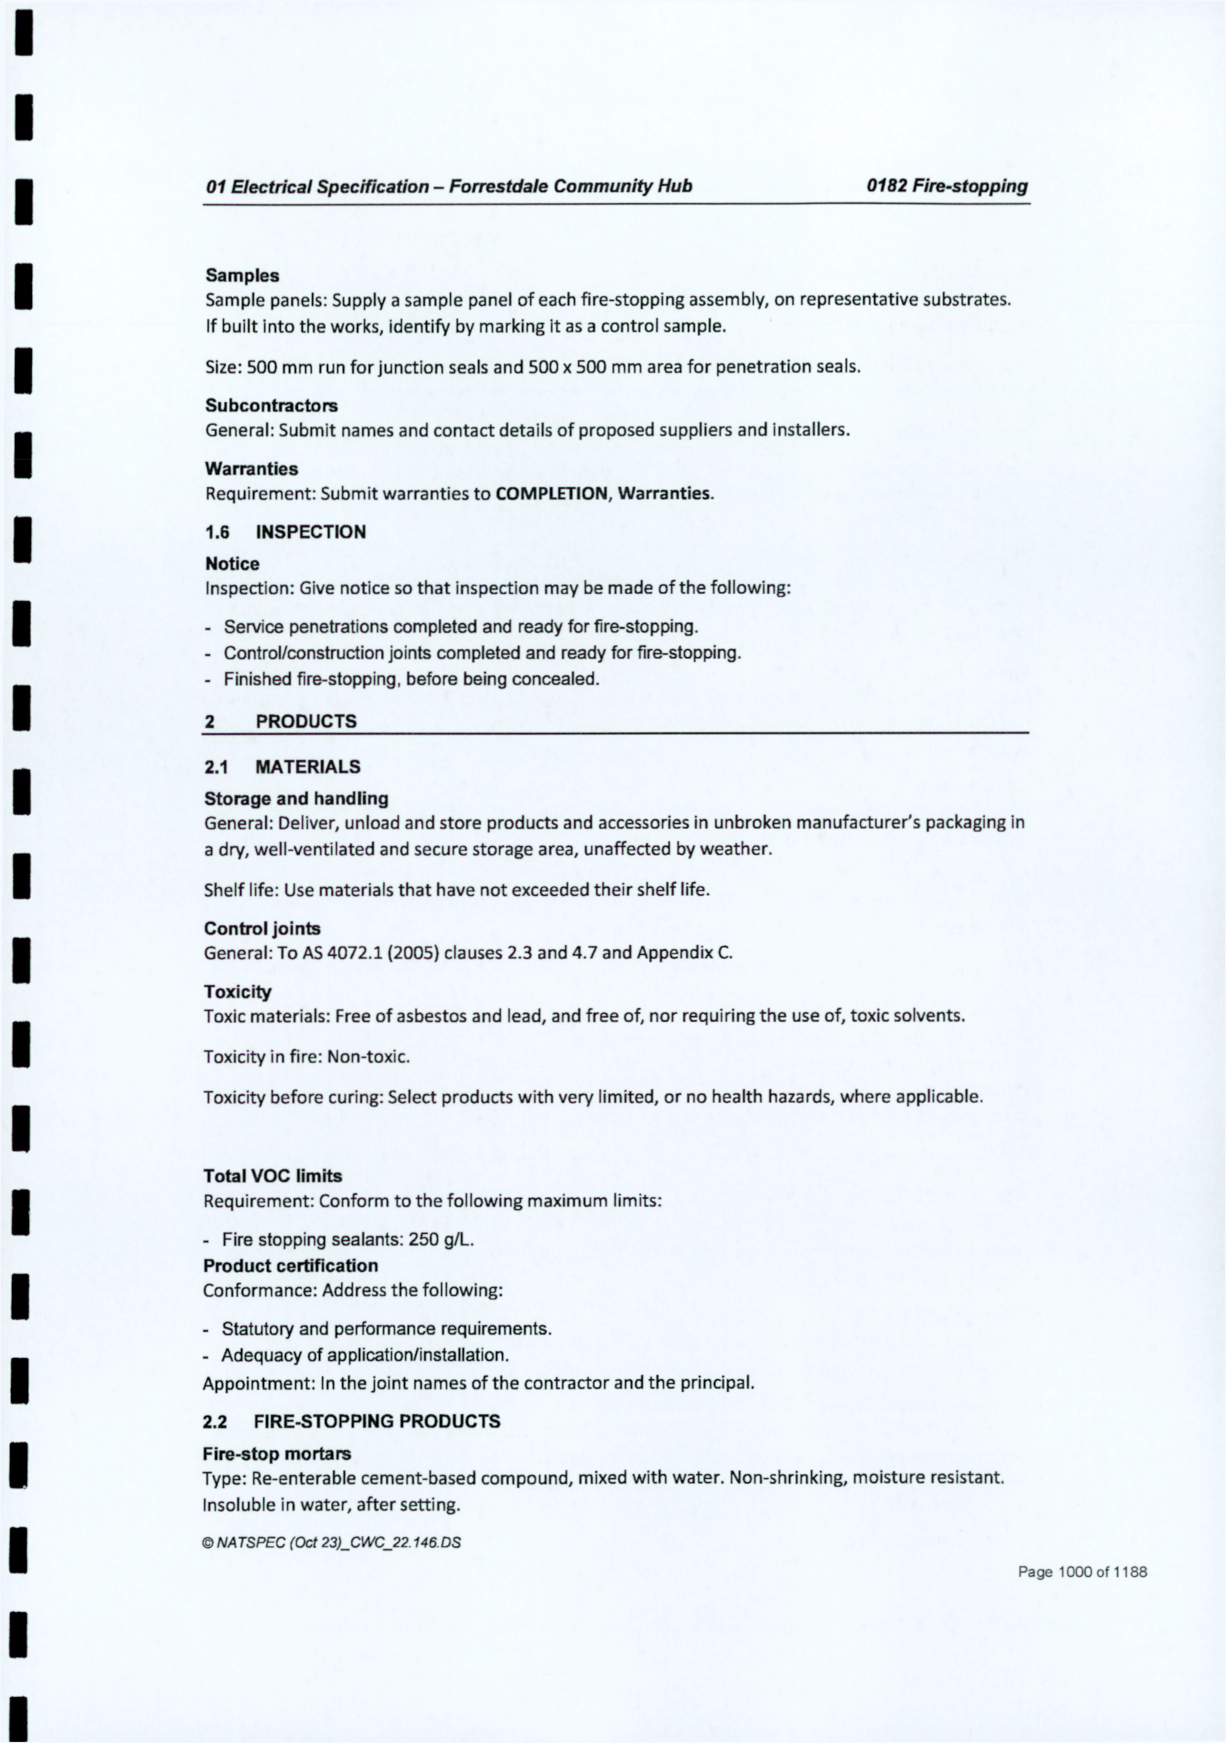 01 Electrical Specification – Forrestdale Community Hub 0182 Fire-stopping
Samples
Sample panels: Supply a sample panel of each fire-stopping assembly, on representative substrates.
If built into the works, identify by marking it as a control sample.
Size: 500 mm run for junction seals and 500 x 500 mm area for penetration seals.
Subcontractors
General: Submit names and contact details of proposed suppliers and installers.
Warranties
Requirement: Submit warranties to COMPLETION, Warranties.
1.6 INSPECTION
Notice
Inspection: Give notice so that inspection may be made of the following:
- Service penetrations completed and ready for fire-stopping.
- Control/construction joints completed and ready for fire-stopping.
- Finished fire-stopping, before being concealed.
2 PRODUCTS
2.1 MATERIALS
Storage and handling
General: Deliver, unload and store products and accessories in unbroken manufacturer's packaging in
a dry, well-ventilated and secure storage area, unaffected by weather.
Shelf life: Use materials that have not exceeded their shelf life.
Control joints
General: To AS 4072.1 (2005) clauses 2.3 and 4.7 and Appendix C.
Toxicity
Toxic materials: Free of asbestos and lead, and free of, nor requiring the use of, toxic solvents.
Toxicity in fire: Non-toxic.
Toxicity before curing: Select products with very limited, or no health hazards, where applicable.
Total VOC limits
Requirement: Conform to the following maximum limits:
- Fire stopping sealants: 250 g/L.
Product certification
Conformance: Address the following:
- Statutory and performance requirements.
- Adequacy of application/installation.
Appointment: In the joint names of the contractor and the principal.
2.2 FIRE-STOPPING PRODUCTS
Fire-stop mortars
Type: Re-enterable cement-based compound, mixed with water. Non-shrinking, moisture resistant.
Insoluble in water, after setting.
© NATSPEC (Oct 23)_CWC_22.146.DS
Page 1000 of 1188